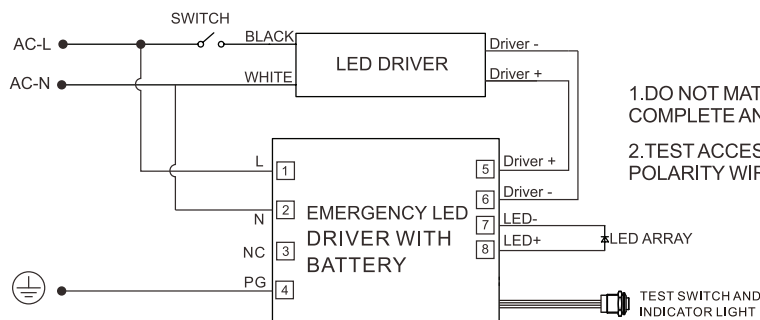 SWITCH
AC-L
BLACK
Driver -
LED DRIVER
AC-N
WHITE
Driver +
1.DO NOT MAT
COMPLETE AN
2.TEST ACCES
POLARITY WIF
L
1
5
Driver +
6
Driver -
2
N
EMERGENCY LED
DRIVER WITH
BATTERY
7
LED-
8
LED+
LED ARRAY
NC
3
PG
4
TEST SWITCH AND
INDICATOR LIGHT